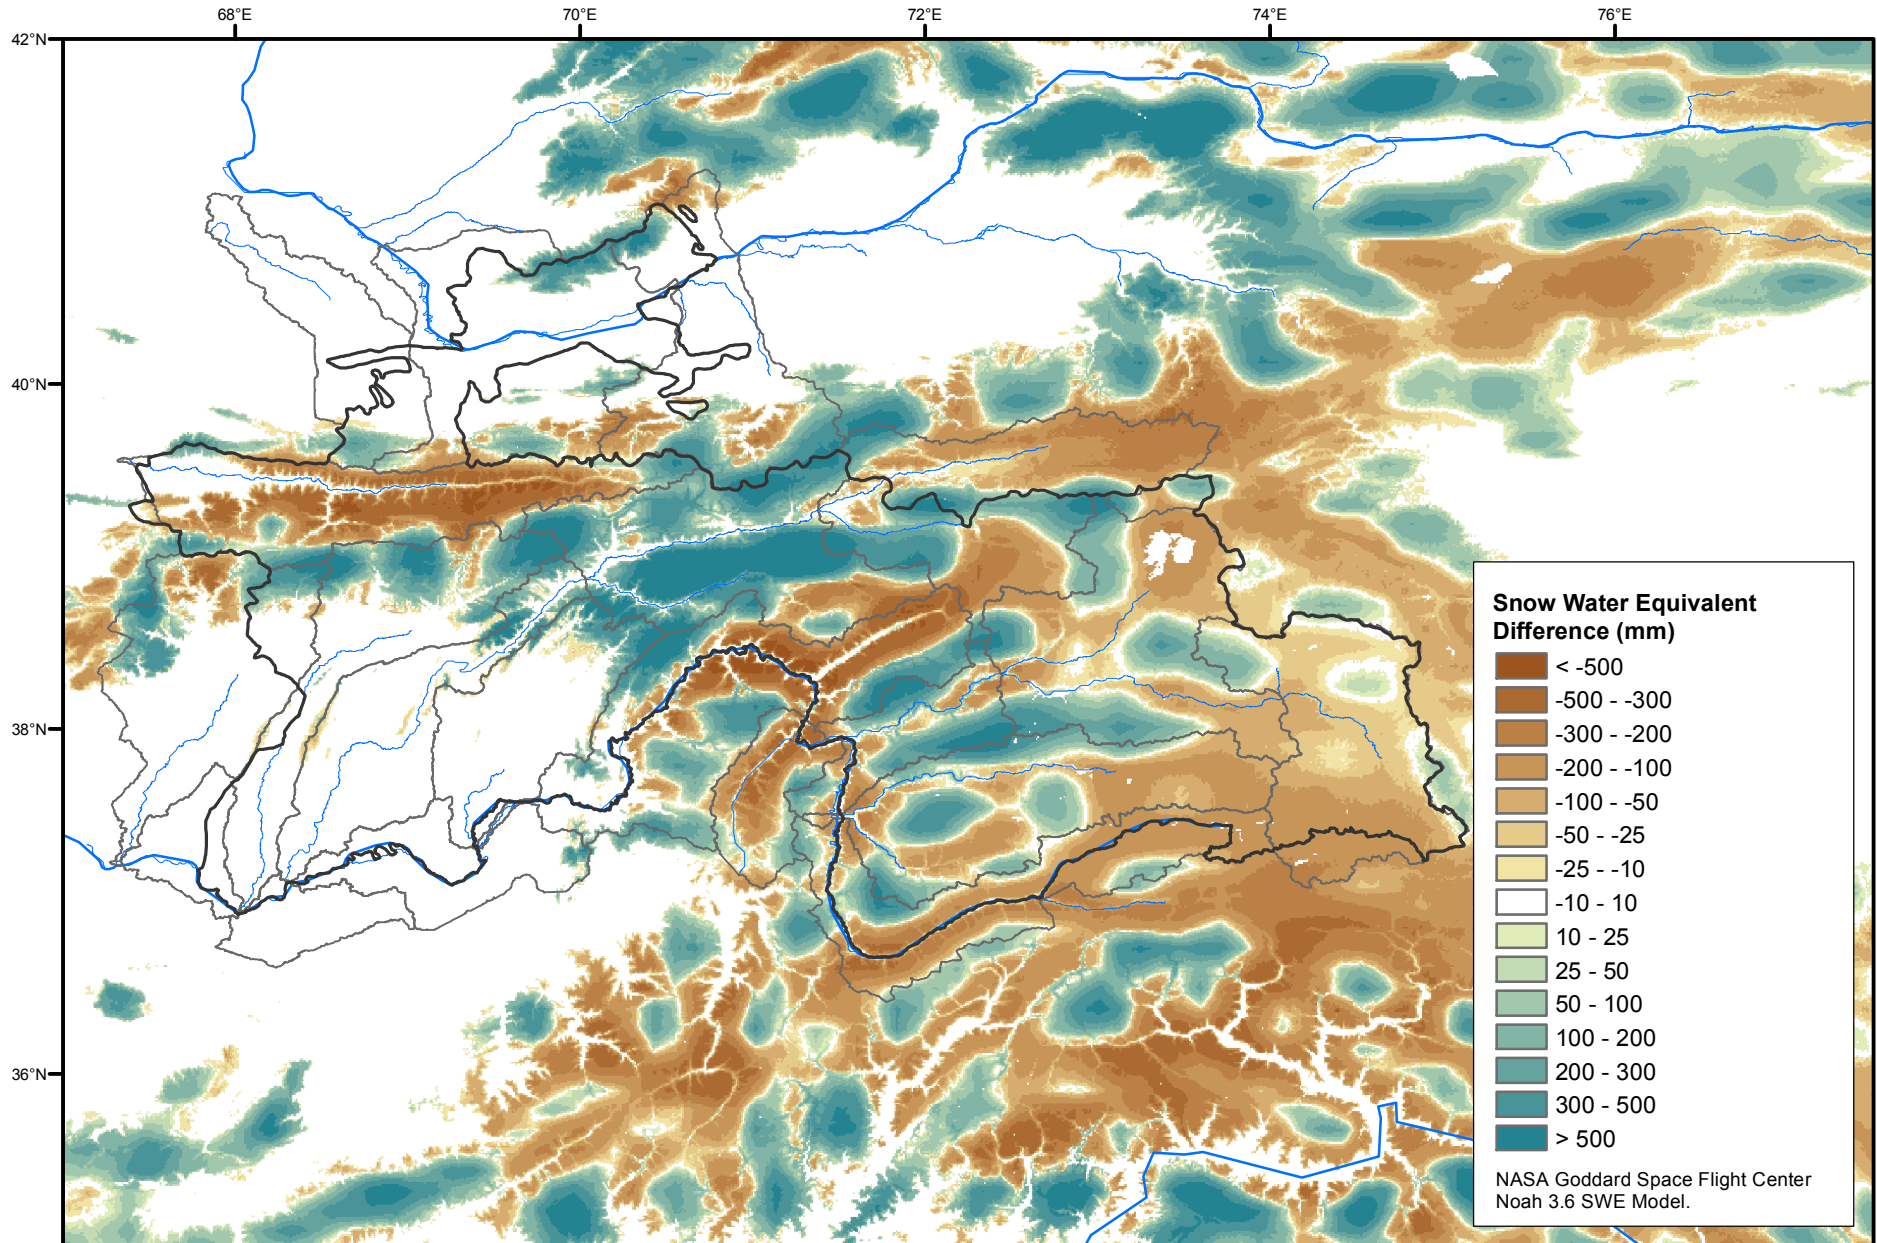 68°E 70°E 72°E 74°E 76°E
42°N
40°N
38°N
36°N
Snow Water Equivalent
Difference (mm)
< -500
-500 - -300
-300 - -200
-200 - -100
-100 - -50
-50 - -25
-25 - -10
-10 - 10
10 - 25
25 - 50
50 - 100
100 - 200
200 - 300
300 - 500
> 500
NASA Goddard Space Flight Center
Noah 3.6 SWE Model.